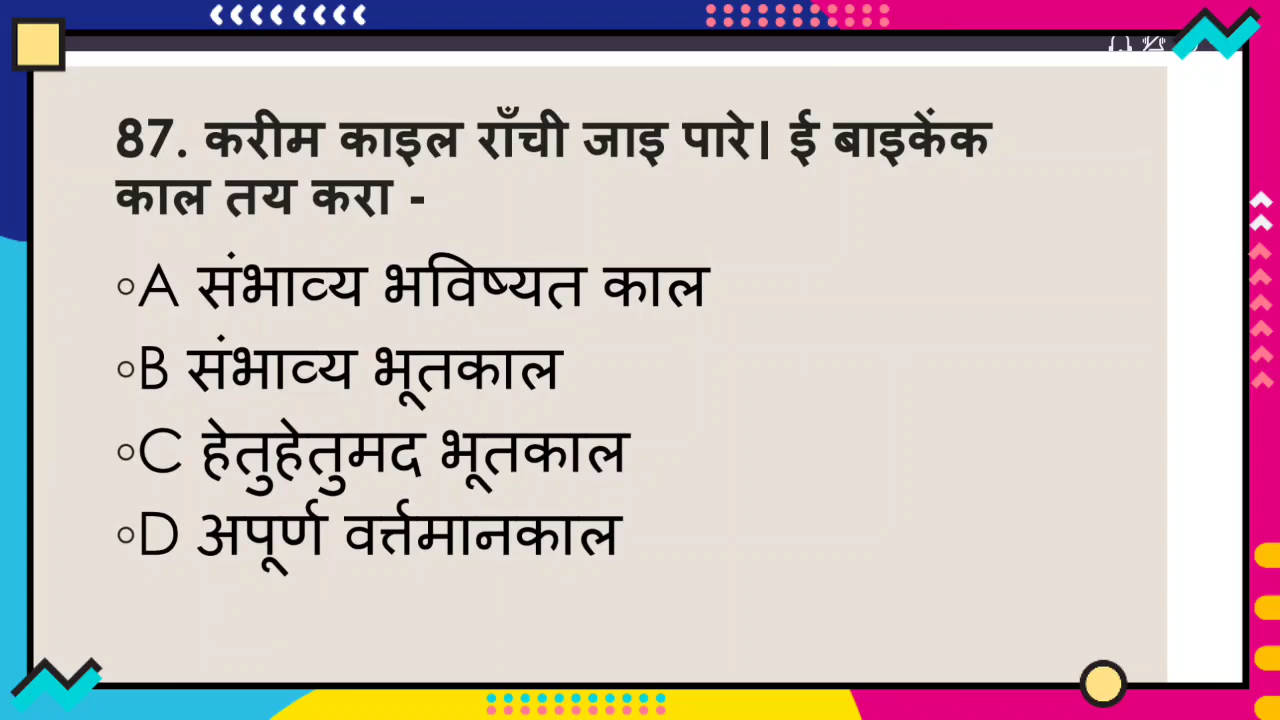 87. करीम काइल राँची जाइ पारे। ई बाइकेंक
काल तय करा -
◦A संभाव्य भविष्यत काल
◦B संभाव्य भूतकाल
◦C हेतुहेतुमद भूतकाल
◦D अपूर्ण वर्त्तमानकाल